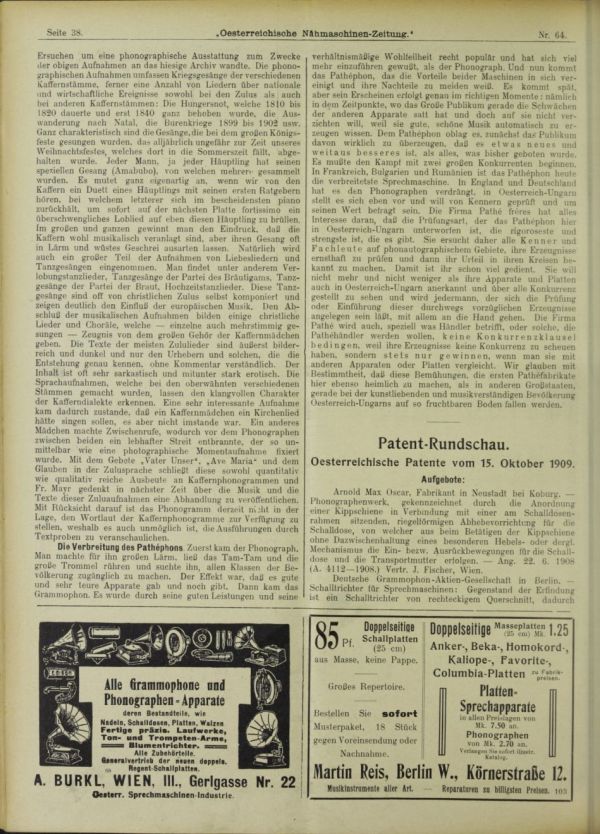 Seite 38.
„Oesterreichische Nähmaschinen-Zeitung.“
Nr. 64.
Ersuchen um eine phonographische Ausstattung zum Zwecke
der obigen Aufnahmen an das hiesige Archiv wandte. Die phono-
graphischen Aufnahmen umfassen Kriegsgesänge der verschiedenen
Kaffernstämme, ferner eine Anzahl von Liedern über nationale
und wirtschaftliche Ereignisse sowohl bei den Zulus als auch
bei anderen Kaffernstämmen: Die Hungersnot, welche 1810 bis
1820 dauerte und erst 1840 ganz behoben wurde, die Aus-
wanderung nach Natal, die Burenkriege 1899 bis 1902 usw.
Ganz charakteristisch sind die Gesänge, die bei dem großen Königs-
feste gesungen wurden, das alljährlich ungefähr zur Zeit unseres
Weihnachtsfestes, welches dort in die Sommerszeit fällt, abge-
halten wurde. Jeder Mann, ja jeder Häuptling hat seinen
speziellen Gesang (Amabubo), von welchen mehrere gesammelt
wurden. Es mutet ganz eigenartig an, wenn wir von den
Kaffern ein Duett eines Häuptlings mit seinen ersten Ratgebern
hören, bei welchem letzterer sich im bescheidensten piano
zurückhält, um sofort auf der nächsten Platte fortissimo ein
überschwengliches Loblied auf eben diesen Häuptling zu brüllen.
Im großen und ganzen gewinnt man den Eindruck, daß die
Kaffern wohl musikalisch veranlagt sind, aber ihren Gesang oft
in Lärm und wüstes Geschrei ausarten lassen. Natürlich wird
auch ein großer Teil der Aufnahmen von Liebesliedern und
Tanzgesängen eingenommen. Man findet unter anderem Ver-
lobungstanzlieder, Tanzgesänge der Partei des Bräutigams, Tanz-
gesänge der Partei der Braut, Hochzeitstanzlieder. Diese Tanz-
gesänge sind oft von christlichen Zulus selbst komponiert und
zeigen deutlich den Einfluß der europäischen Musik. Den Ab-
schluß der musikalischen Aufnahmen bilden einige christliche
Lieder und Choräle, welche — einzelne auch mehrstimmig ge-
sungen — Zeugnis von dem großen Gehör der Kaffernmädchen
geben. Die Texte der meisten Zululieder sind äußerst bilder-
reich und dunkel und nur den Urhebern und solchen, die die
Entstehung genau kennen, ohne Kommentar verständlich. Der
Inhalt ist oft sehr sarkastisch und mitunter stark erotisch. Die
Sprachaufnahmen, welche bei den oberwähnten verschiedenen
Stämmen gemacht wurden, lassen den klangvollen Charakter
der Kafferndialekte erkennen. Eine sehr interessante Aufnahme
kam dadurch zustande, daß ein Kaffernmädchen ein Kirchenlied
hätte singen sollen, es aber nicht imstande war. Ein anderes
Mädchen machte Zwischenrufe, wodurch vor dem Phonographen
zwischen beiden ein lebhafter Streit entbrannte, der so un-
mittelbar wie eine photographische Momentaufnahme fixiert
wurde. Mit dem Gebete „Vater Unser“, „Ave Maria“ und dem
Glauben in der Zulusprache schließt diese sowohl quantitativ
wie qualitativ reiche Ausbeute an Kaffernphonogrammen und
Fr. Mayr gedenkt in nächster Zeit über die Musik und die
Texte dieser Zuluaufnahmen eine Abhandlung zu veröffentlichen.
Mit Rücksicht darauf ist das Phonogramm derzeit nicht in der
Lage, den Wortlaut der Kaffernphonogramme zur Verfügung zu
stellen, weshalb es auch unmöglich ist, die Ausführungen durch
Textproben zu veranschaulichen.
Die Verbreitung des Pathéphons. Zuerst kam der Phonograph.
Man machte für ihn großen Lärm, ließ das Tam-Tam und die
große Trommel rühren und suchte ihn, allen Klassen der Be-
völkerung zugänglich zu machen. Der Effekt war, daß es gute
und sehr teure Apparate gab und noch gibt. Dann kam das
Grammophon. Es wurde durch seine guten Leistungen und seine
verhältnismäßige Wohlfeilheit recht populär und hat sich viel
mehr einzuführen gewußt, als der Phonograph. Und nun kommt
das Pathéphon, das die Vorteile beider Maschinen in sich ver-
einigt und ihre Nachteile zu meiden weiß. Es kommt spät,
aber sein Erscheinen erfolgt genau im richtigen Momente: nämlich
in dem Zeitpunkte, wo das Große Publikum gerade die Schwächen
der anderen Apparate satt hat und doch auf sie nicht ver-
zichten will, weil sie gute, schöne Musik automatisch zu er-
zeugen wissen. Dem Pathéphon oblag es, zunächst das Publikum
davon wirklich zu überzeugen, daß es etwas neues und
weitaus besseres ist, als alles, was bisher geboten wurde.
Es mußte den Kampf mit zwei großen Konkurrenten beginnen.
In Frankreich, Bulgarien und Rumänien ist das Pathéphon heute
die verbreitetste Sprechmaschine. In England und Deutschland
hat es den Phonographen verdrängt, in Oesterreich-Ungarn
stellt es sich eben vor und will von Kennern geprüft und um
seinen Wert befragt sein. Die Firma Pathé frères hat alles
Interesse daran, daß die Prüfungsart, der das Pathéphon hier
in Oesterreich-Ungarn unterworfen ist, die rigoroseste und
strengste ist, die es gibt. Sie ersucht daher alle Kenner und
Fachleute auf phonautographischem Gebiete, ihre Erzeugnisse
ernsthaft zu prüfen und dann ihr Urteil in ihren Kreisen be-
kannt zu machen. Damit ist ihr schon viel gedient. Sie will
nicht mehr und nicht weniger als ihre Apparate und Platten
auch in Oesterreich-Ungarn anerkannt und über alle Konkurrenz
gestellt zu sehen und wird jedermann, der sich die Prüfung
oder Einführung dieser durchwegs vorzüglichen Erzeugnisse
angelegen sein läßt, mit allem an die Hand gehen. Die Firma
Pathé wird auch, speziell was Händler betrifft, oder solche, die
Pathéhändler werden wollen, keine Konkurrenzklausel
bedingen, weil ihre Erzeugnisse keine Konkurrenz zu scheuen
haben, sondern stets nur gewinnen, wenn man sie mit
anderen Apparaten oder Platten vergleicht. Wir glauben mit
Bestimmtheit, daß diese Bemühungen, die ersten Pathéfabrikate
hier ebenso heimlich zu machen, als in anderen Großstaaten,
gerade bei der kunstliebenden und musikverständigen Bevölkerung
Oesterreich-Ungarns auf so fruchtbaren Boden fallen werden.
Patent-Rundschau.
Oesterreichische Patente vom 15. Oktober 1909.
Aufgebote:
Arnold Max Oscar, Fabrikant in Neustadt bei Koburg. —
Phonographenwerk, gekennzeichnet durch die Anordnung
einer Kippschiene in Verbindung mit einer am Schalldosen-
rahmen sitzenden, riegelförmigen Abhebevorrichtung für die
Schalldose, von welcher aus beim Betätigen der Kippschiene
ohne Dazwischenhaltung eines besonderen Hebels- oder dergl.
Mechanismus die Ein- bezw. Ausrückbewegungen für die Schall-
dose und die Transportmutter erfolgen. — Ang. 22. 6. 1908
(A. 4112—1908.) Vertr. J. Fischer, Wien.
Deutsche Grammophon-Aktien-Gesellschaft in Berlin. —
Schalltrichter für Sprechmaschinen: Gegenstand der Erfindung
ist ein Schalltrichter von rechteckigem Querschnitt, dadurch
Alle Grammophone und
Phonographen-Apparate
deren Bestandteile, wie
Nadeln, Schalldosen, Platten, Walzen
Fertige präzis. Laufwerke,
Ton- und Trompeten-Arme,
Blumentrichter.
Alle Zubehörteile.
Generalvertrieb der neuen doppels.
Regent-Schallplatten.
A. BURKL, WIEN, III., Gerlgasse Nr. 22
Oesterr. Sprechmaschinen-Industrie.
85 Pf.
Doppelseitige
Schallplatten
(25 cm)
aus Masse, keine Pappe.
Großes Repertoire.
Bestellen Sie sofort
Musterpaket, 18 Stück
gegen Voreinsendung oder
Nachnahme.
Doppelseitige Masseplatten (25 cm) Mk. 1.25
Anker-, Beka-, Homokord-,
Kaliope-, Favorite-,
Columbia-Platten zu Fabrik-
preisen.
Platten-
Sprechapparate
in allen Preislagen von
Mk. 7.50 an.
Phonographen
von Mk. 2.70 an.
Verlangen Sie sofort illustr.
Katalog.
Martin Reis, Berlin W., Körnerstraße 12.
Musikinstrumente aller Art. — Reparaturen zu billigsten Preisen. 103